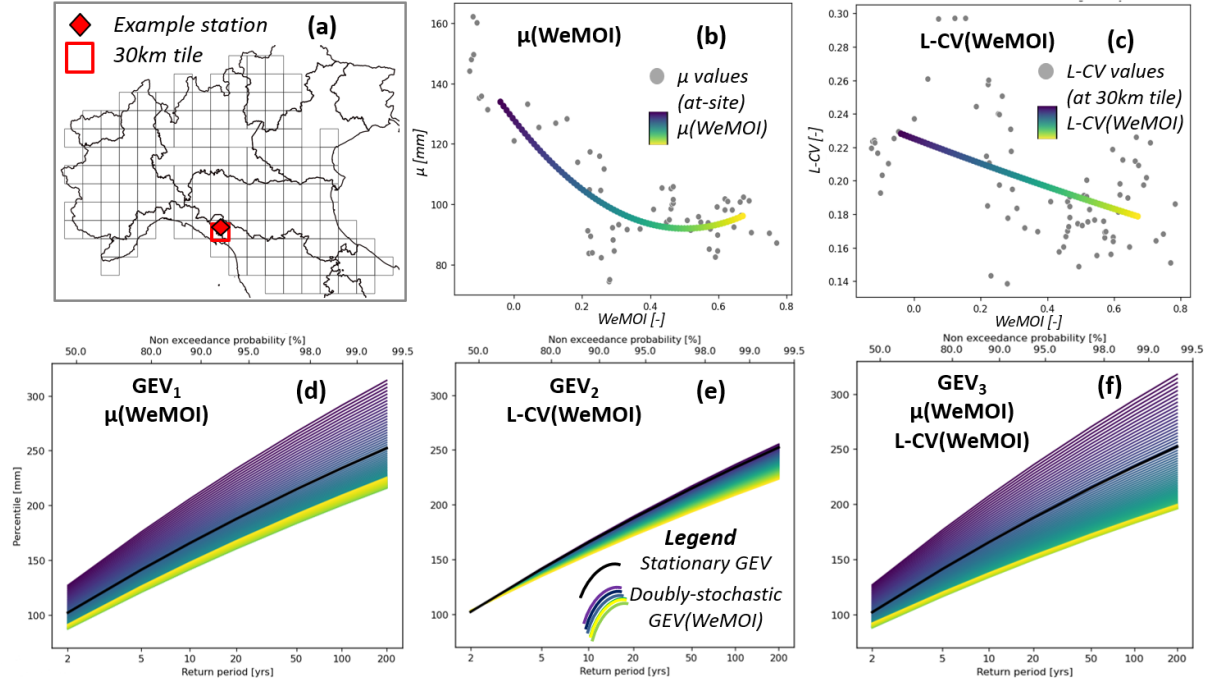 Example station
30km tile
(a)
μ(WeMOI)
(b)
μ values
(at-site)
μ(WeMOI)
μ [mm]
160
140
120
100
80
0.0 0.2 0.4 0.6 0.8
WeMOI [-]
L-CV(WeMOI)
(c)
L-CV values
(at 30km tile)
L-CV(WeMOI)
L-CV [-]
0.30
0.28
0.26
0.24
0.22
0.20
0.18
0.16
0.14
0.0 0.2 0.4 0.6 0.8
WeMOI [-]
Non exceedance probability [%]
50.0 80.0 90.0 95.0 98.0 99.0 99.5
GEV1
μ(WeMOI)
(d)
Percentile [mm]
300
250
200
150
100
2 5 10 20 50 100 200
Return period [yrs]
Non exceedance probability [%]
50.0 80.0 90.0 95.0 98.0 99.0 99.5
GEV2
L-CV(WeMOI)
(e)
300
250
200
150
100
Legend
Stationary GEV
Doubly-stochastic
GEV(WeMOI)
2 5 10 20 50 100 200
Return period [yrs]
Non exceedance probability [%]
50.0 80.0 90.0 95.0 98.0 99.0 99.5
GEV3
μ(WeMOI)
L-CV(WeMOI)
(f)
300
250
200
150
100
2 5 10 20 50 100 200
Return period [yrs]